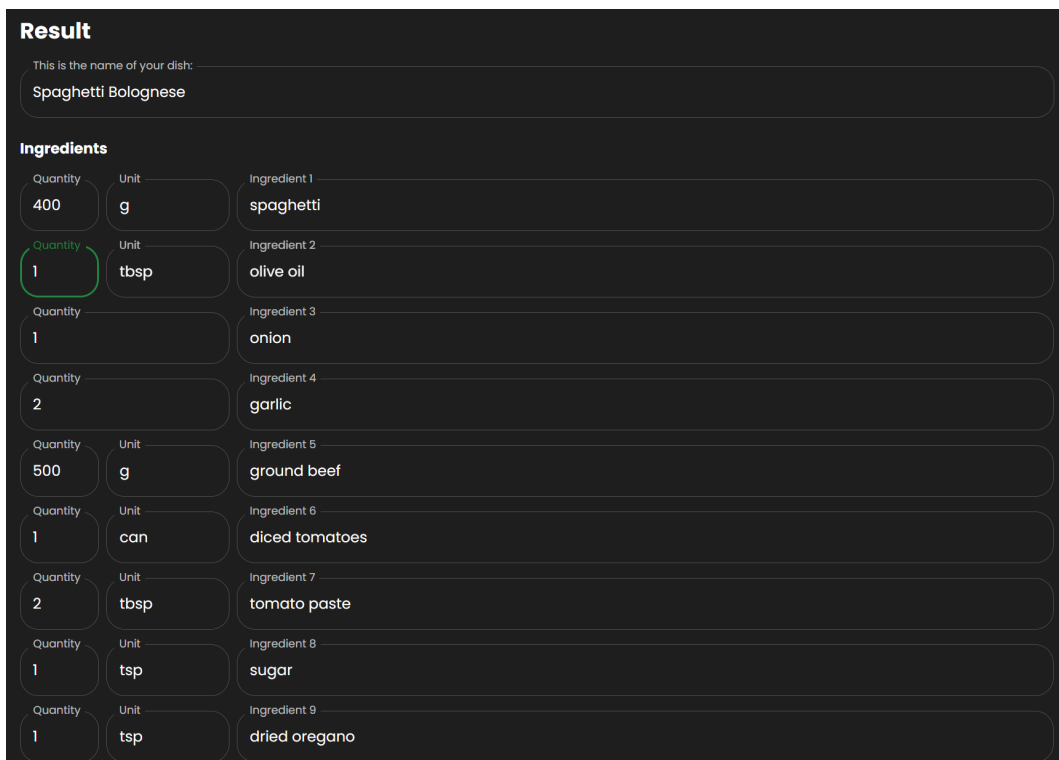 Result
This is the name of your dish:
Spaghetti Bolognese
Ingredients
Quantity Unit Ingredient 1
400 g spaghetti
Quantity Unit Ingredient 2
1 tbsp olive oil
Quantity Ingredient 3
1 onion
Quantity Ingredient 4
2 garlic
Quantity Unit Ingredient 5
500 g ground beef
Quantity Unit Ingredient 6
1 can diced tomatoes
Quantity Unit Ingredient 7
2 tbsp tomato paste
Quantity Unit Ingredient 8
1 tsp sugar
Quantity Unit Ingredient 9
1 tsp dried oregano